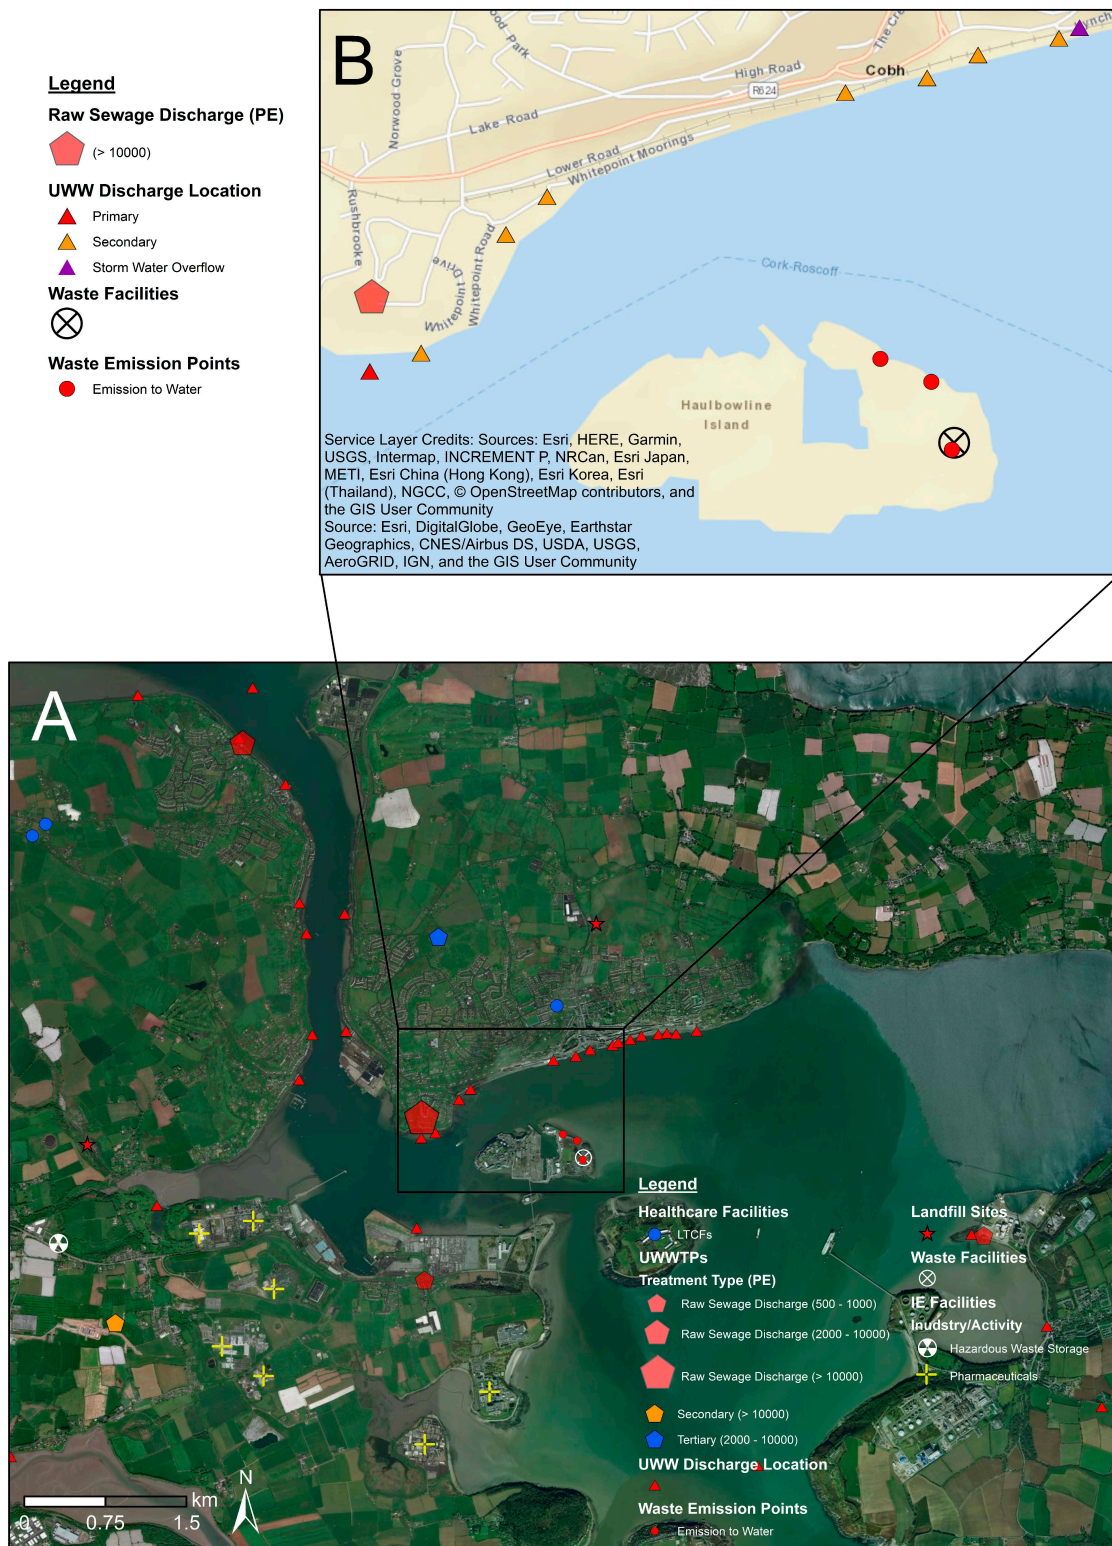 Legend
Raw Sewage Discharge (PE)
(> 10000)
UWW Discharge Location
Primary
Secondary
Storm Water Overflow
Waste Facilities
Waste Emission Points
Emission to Water
B
Norwood Grove
ood Park
The Cre
Lynch
High Road
Cobh
R624
Lake Road
Lower Road
Whitepoint Moorings
Rushbrooke
Whitepoint Road
Whitepoint Drive
Cork-Roscoff
Haulbowline
Island
Service Layer Credits: Sources: Esri, HERE, Garmin,
USGS, Intermap, INCREMENT P, NRCan, Esri Japan,
METI, Esri China (Hong Kong), Esri Korea, Esri
(Thailand), NGCC, © OpenStreetMap contributors, and
the GIS User Community
Source: Esri, DigitalGlobe, GeoEye, Earthstar
Geographics, CNES/Airbus DS, USDA, USGS,
AeroGRID, IGN, and the GIS User Community
A
Legend
Healthcare Facilities
LTCFs
UWWTPs
Treatment Type (PE)
Raw Sewage Discharge (500 - 1000)
Raw Sewage Discharge (2000 - 10000)
Raw Sewage Discharge (> 10000)
Secondary (> 10000)
Tertiary (2000 - 10000)
UWW Discharge Location
Waste Emission Points
Emission to Water
Landfill Sites
Waste Facilities
IE Facilities
Inudstry/Activity
Hazardous Waste Storage
Pharmaceuticals
N
km
0 0.75 1.5